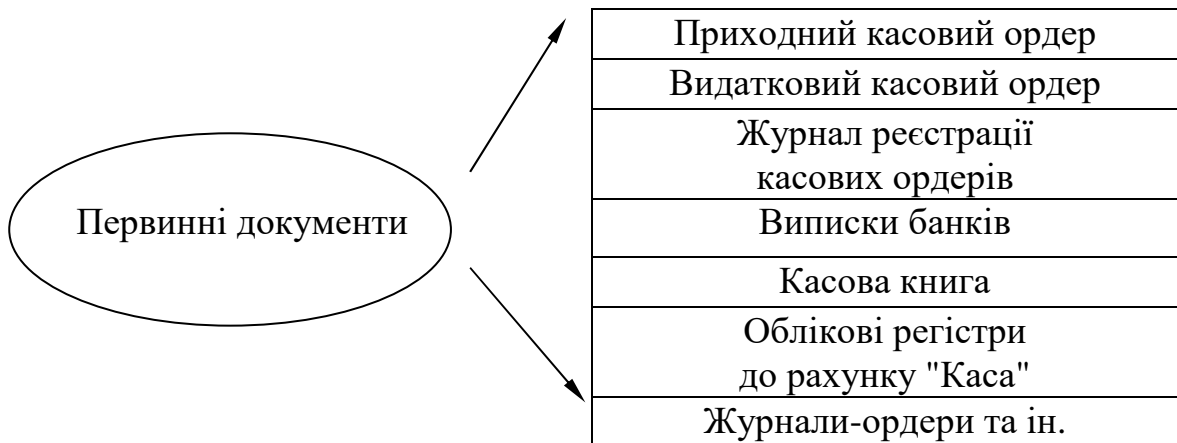 Первинні документи
Приходний касовий ордер
Видатковий касовий ордер
Журнал реєстрації
касових ордерів
Виписки банків
Касова книга
Облікові регістри
до рахунку "Каса"
Журнали-ордери та ін.